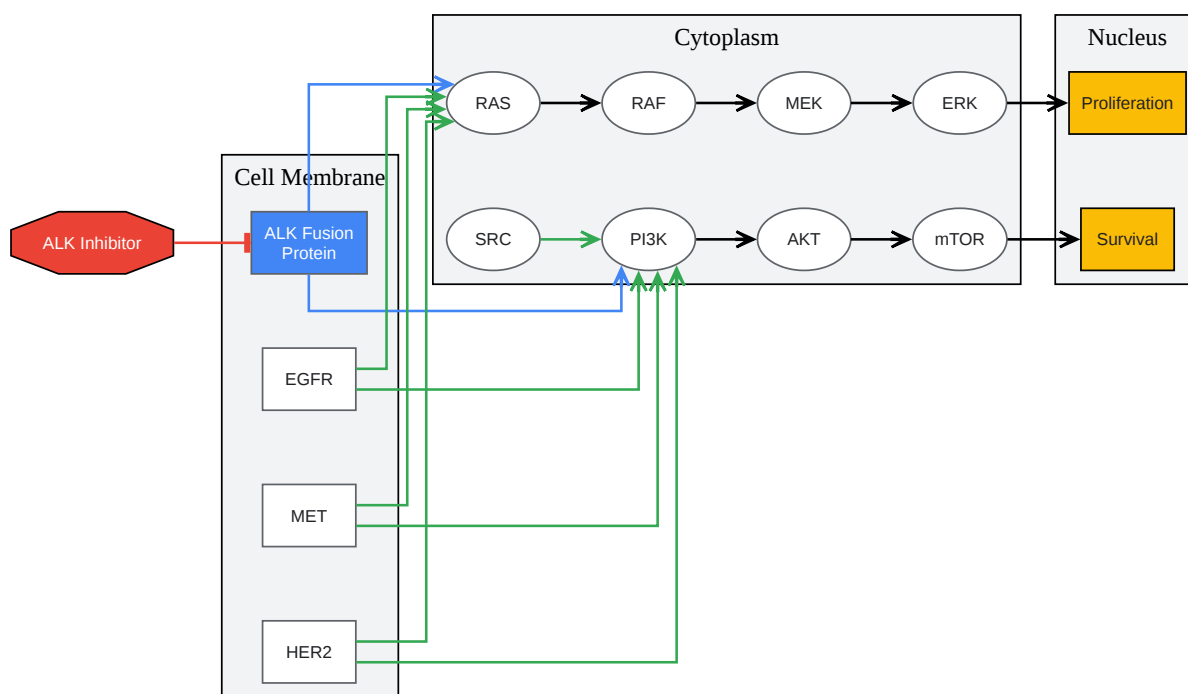 Cytoplasm
Nucleus
RAS
RAF
MEK
ERK
Proliferation
Cell Membrane
ALK Inhibitor
ALK Fusion
Protein
SRC
PI3K
AKT
mTOR
Survival
EGFR
MET
HER2